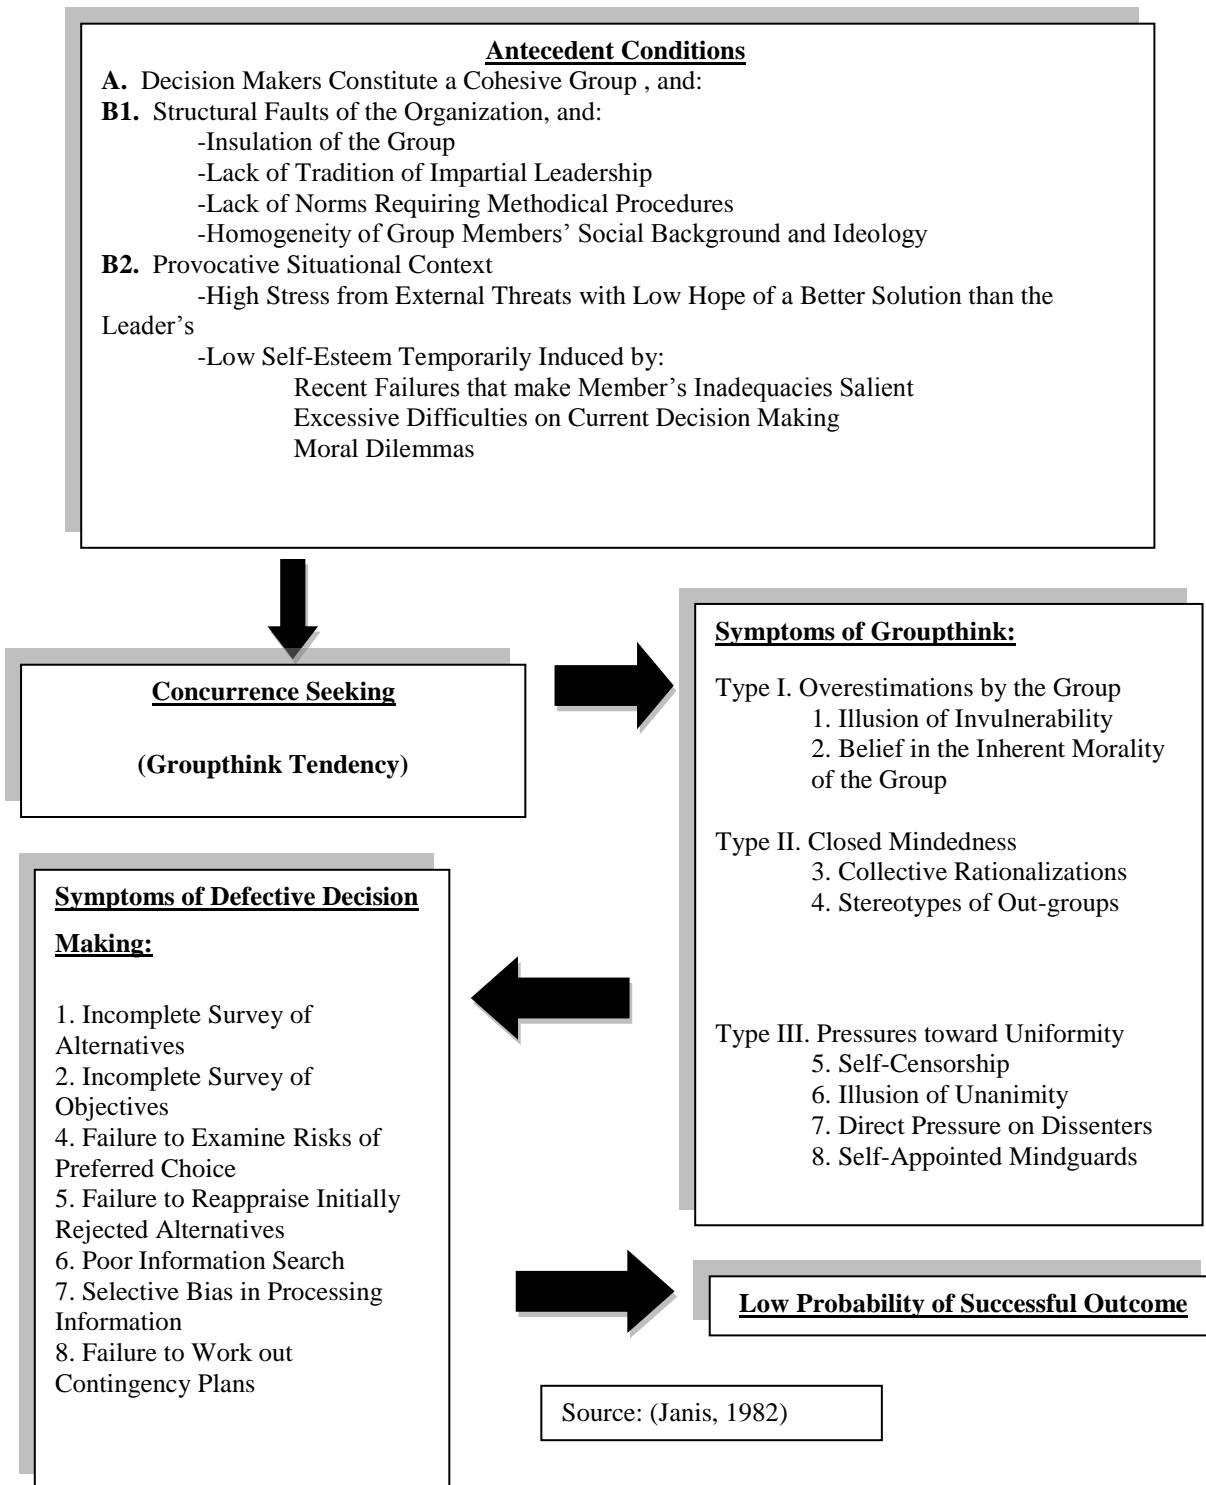 Antecedent Conditions
A. Decision Makers Constitute a Cohesive Group , and:
B1. Structural Faults of the Organization, and:
-Insulation of the Group
-Lack of Tradition of Impartial Leadership
-Lack of Norms Requiring Methodical Procedures
-Homogeneity of Group Members’ Social Background and Ideology
B2. Provocative Situational Context
-High Stress from External Threats with Low Hope of a Better Solution than the
Leader’s
-Low Self-Esteem Temporarily Induced by:
Recent Failures that make Member’s Inadequacies Salient
Excessive Difficulties on Current Decision Making
Moral Dilemmas
Concurrence Seeking
(Groupthink Tendency)
Symptoms of Groupthink:
Type I. Overestimations by the Group
1. Illusion of Invulnerability
2. Belief in the Inherent Morality
of the Group
Type II. Closed Mindedness
3. Collective Rationalizations
4. Stereotypes of Out-groups
Type III. Pressures toward Uniformity
5. Self-Censorship
6. Illusion of Unanimity
7. Direct Pressure on Dissenters
8. Self-Appointed Mindguards
Symptoms of Defective Decision
Making:
1. Incomplete Survey of
Alternatives
2. Incomplete Survey of
Objectives
4. Failure to Examine Risks of
Preferred Choice
5. Failure to Reappraise Initially
Rejected Alternatives
6. Poor Information Search
7. Selective Bias in Processing
Information
8. Failure to Work out
Contingency Plans
Low Probability of Successful Outcome
Source: (Janis, 1982)